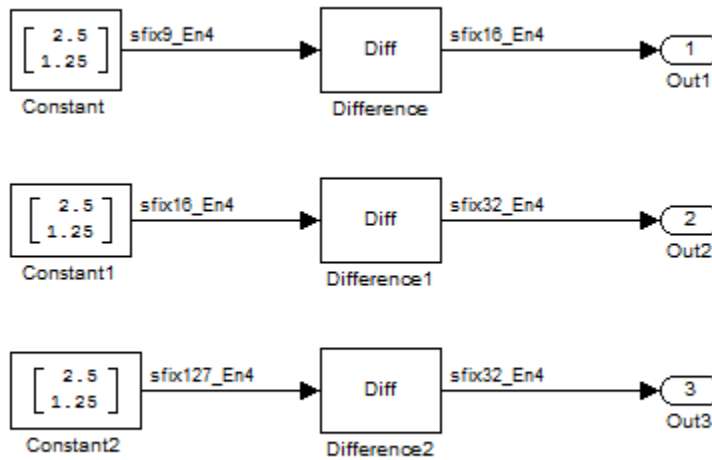 2.5 sfix9_En4 Diff sfix16_En4 1
1.25
Constant Difference Out1
2.5 sfix16_En4 Diff sfix32_En4 2
1.25
Constant1 Difference1 Out2
2.5 sfix127_En4 Diff sfix32_En4 3
1.25
Constant2 Difference2 Out3